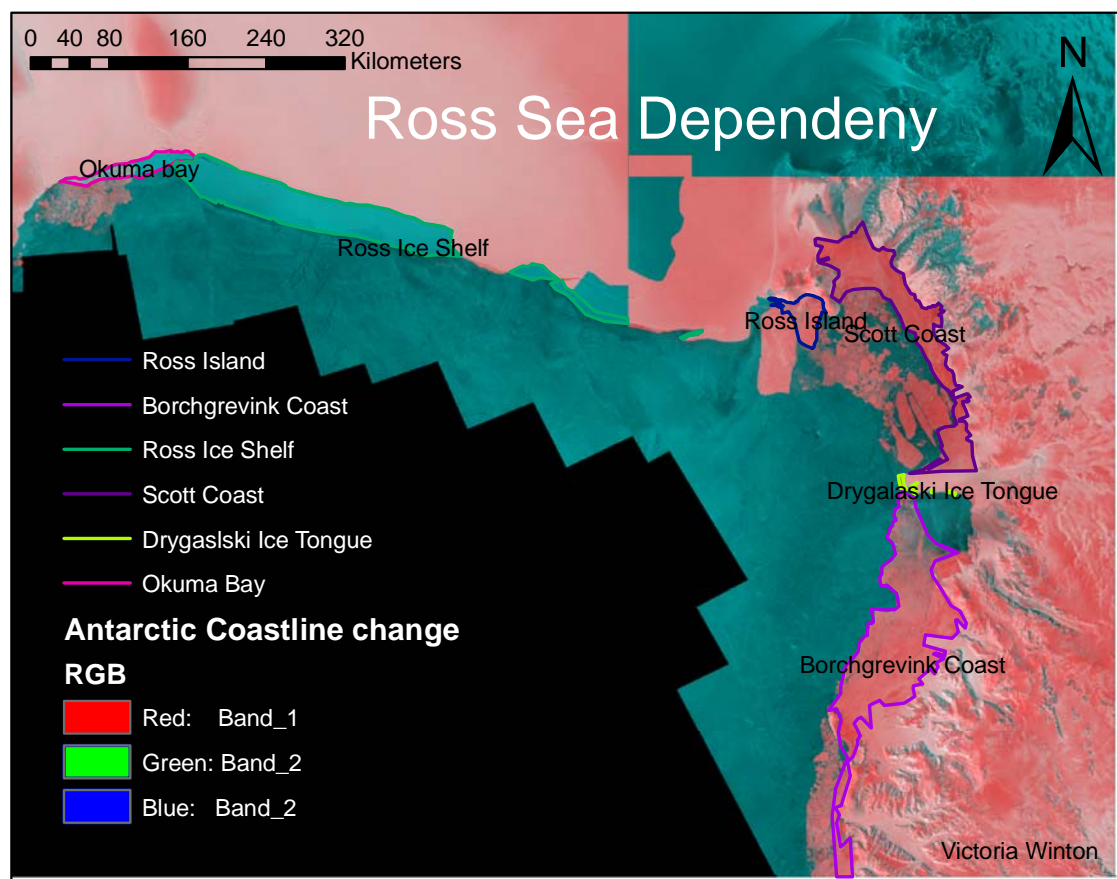 0 40 80 160 240 320
Kilometers
N
Ross Sea Dependeny
Okuma bay
Ross Ice Shelf
Ross Island
Scott Coast
Drygalaski Ice Tongue
Borchgrevink Coast
Ross Island
Borchgrevink Coast
Ross Ice Shelf
Scott Coast
Drygaslski Ice Tongue
Okuma Bay
Antarctic Coastline change
RGB
Red: Band_1
Green: Band_2
Blue: Band_2
Victoria Winton